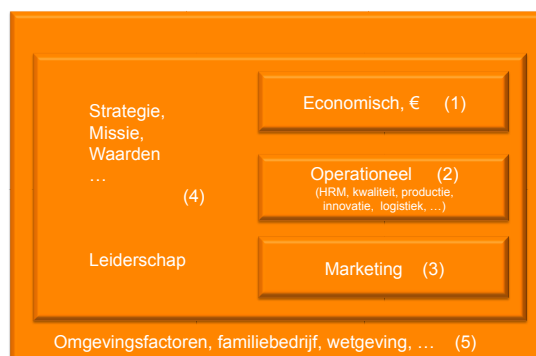 Strategie,
Missie,
Waarden
…
(4)
Leiderschap
Economisch, € (1)
Operationeel (2)
(HRM, kwaliteit, productie,
innovatie, logistiek, …)
Marketing (3)
Omgevingsfactoren, familiebedrijf, wetgeving, … (5)